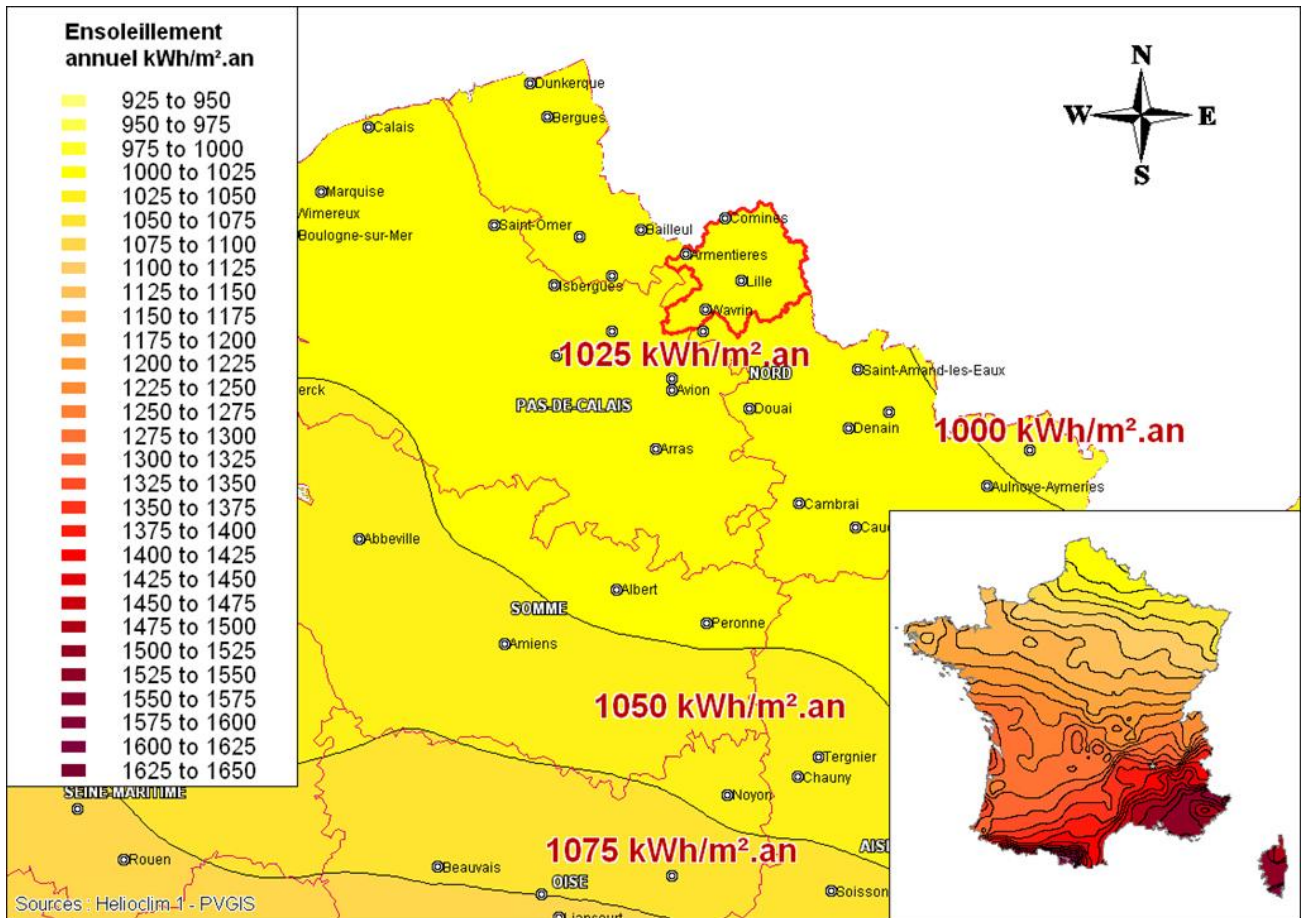 Ensoleillement
annuel kWh/m².an
925 to 950
950 to 975
975 to 1000
1000 to 1025
1025 to 1050
1050 to 1075
1075 to 1100
1100 to 1125
1125 to 1150
1150 to 1175
1175 to 1200
1200 to 1225
1225 to 1250
1250 to 1275
1275 to 1300
1300 to 1325
1325 to 1350
1350 to 1375
1375 to 1400
1400 to 1425
1425 to 1450
1450 to 1475
1475 to 1500
1500 to 1525
1525 to 1550
1550 to 1575
1575 to 1600
1600 to 1625
1625 to 1650
N
W E
S
Dunkerque
Bergues
Calais
Marquise
Wimereux
Boulogne-sur-Mer
Saint-Omer
Bailleul
Comines
Armentieres
Lille
Isbergues
Wavrin
1025 kWh/m².an
NORD
Saint-Amand-les-Eaux
erck
Avion
PAS-DE-CALAIS
Douai
Denain
1000 kWh/m².an
Arras
Aulnoye-Aymeries
Cambrai
Caud
Abbeville
Albert
SOMME
Peronne
Amiens
1050 kWh/m².an
Tergnier
Chauny
Noyon
SEINE-MARITIME
1075 kWh/m².an
AIS
Rouen
Beauvais
OISE
Soisson
Liancourt
Sources : Helioclim 1 - PVGIS